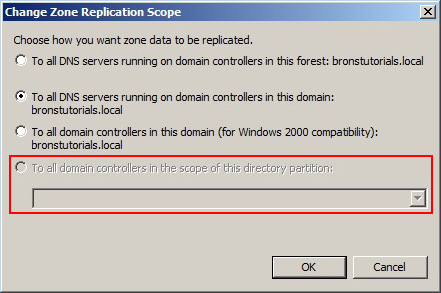 Change Zone Replication Scope
Choose how you want zone data to be replicated.
To all DNS servers running on domain controllers in this forest: bronstutorials.local
To all DNS servers running on domain controllers in this domain:
bronstutorials.local
To all domain controllers in this domain (for Windows 2000 compatibility):
bronstutorials.local
To all domain controllers in the scope of this directory partition:
OK
Cancel